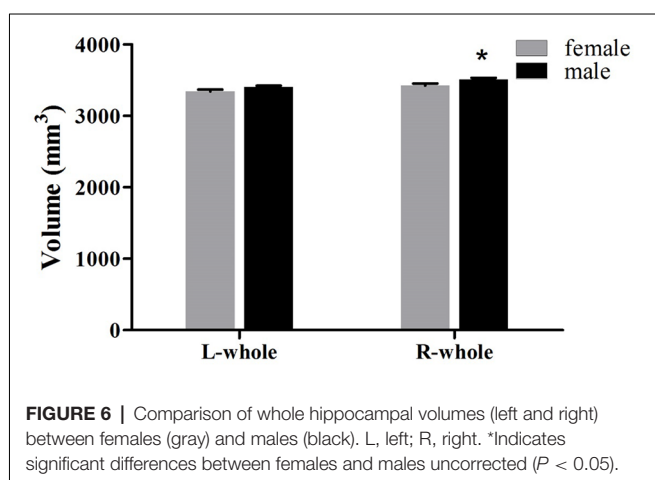 4000
3000
2000
1000
0
Volume (mm³)
*
female
male
L-whole
R-whole
FIGURE 6 | Comparison of whole hippocampal volumes (left and right)
between females (gray) and males (black). L, left; R, right. *Indicates
significant differences between females and males uncorrected (P < 0.05).